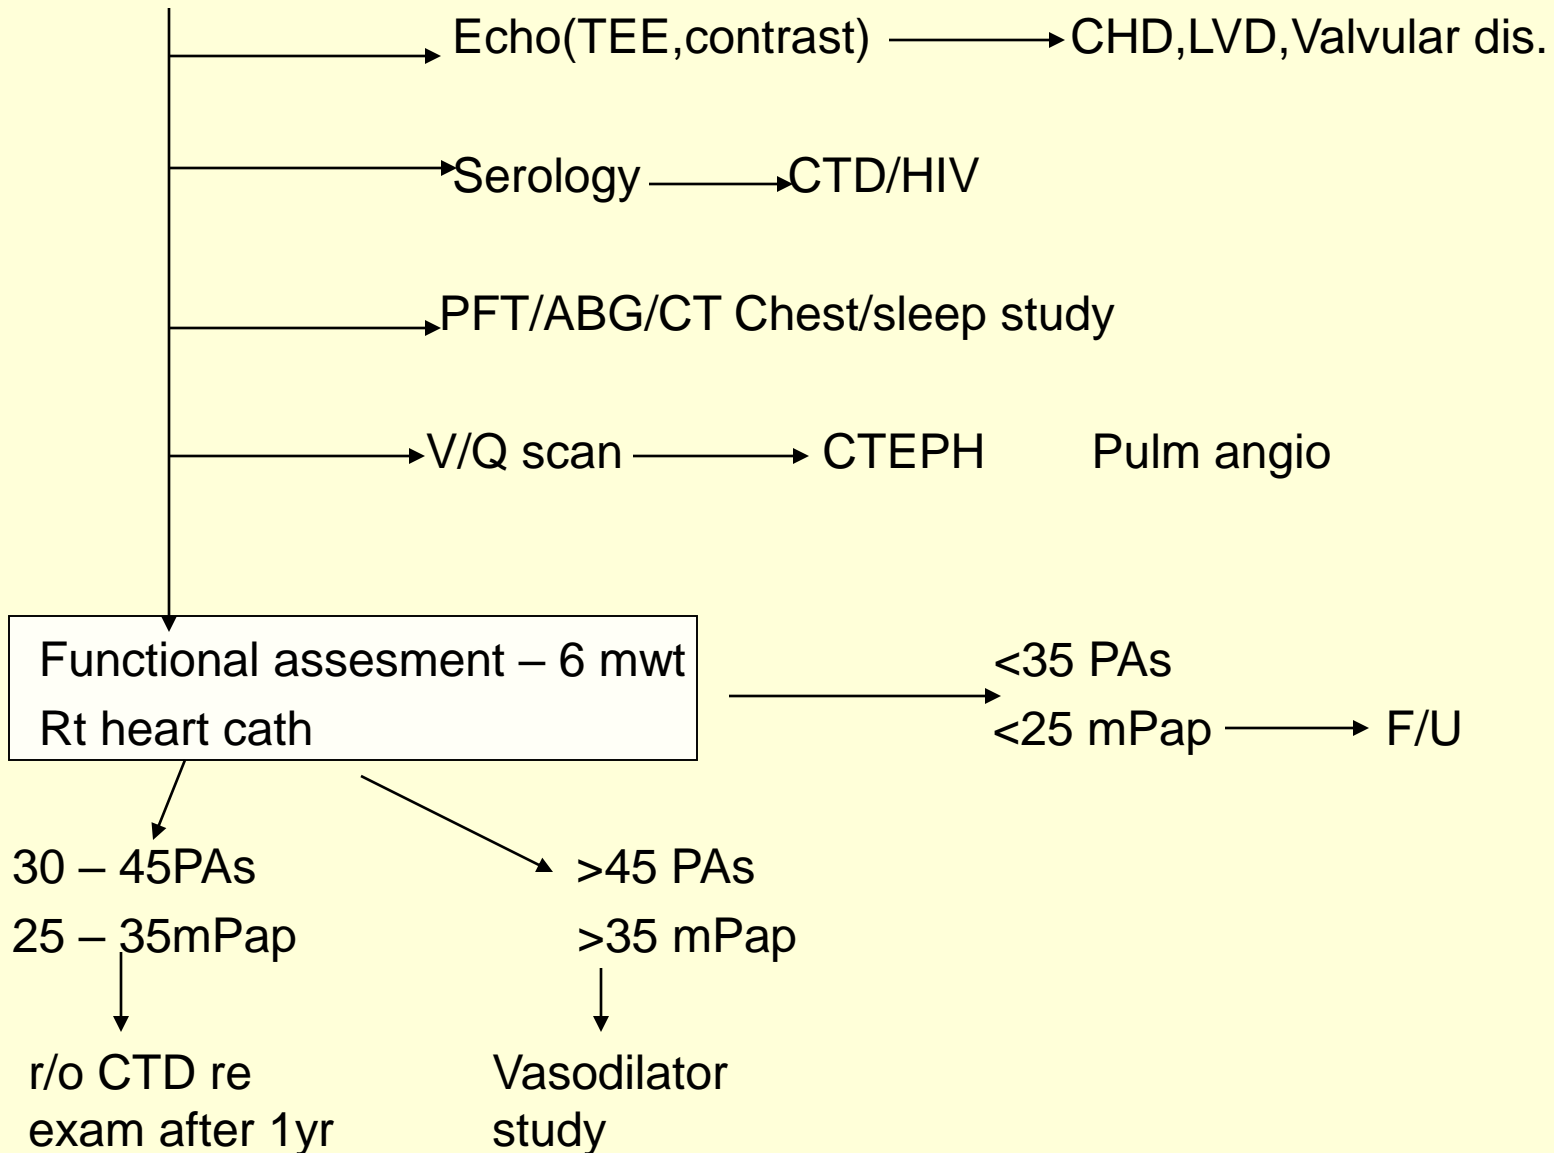 Echo(TEE,contrast) CHD,LVD,Valvular dis.
Serology CTD/HIV
PFT/ABG/CT Chest/sleep study
V/Q scan CTEPH Pulm angio
Functional assesment – 6 mwt
Rt heart cath
<35 PAs
<25 mPap F/U
30 – 45PAs
25 – 35mPap
>45 PAs
>35 mPap
r/o CTD re
exam after 1yr
Vasodilator
study